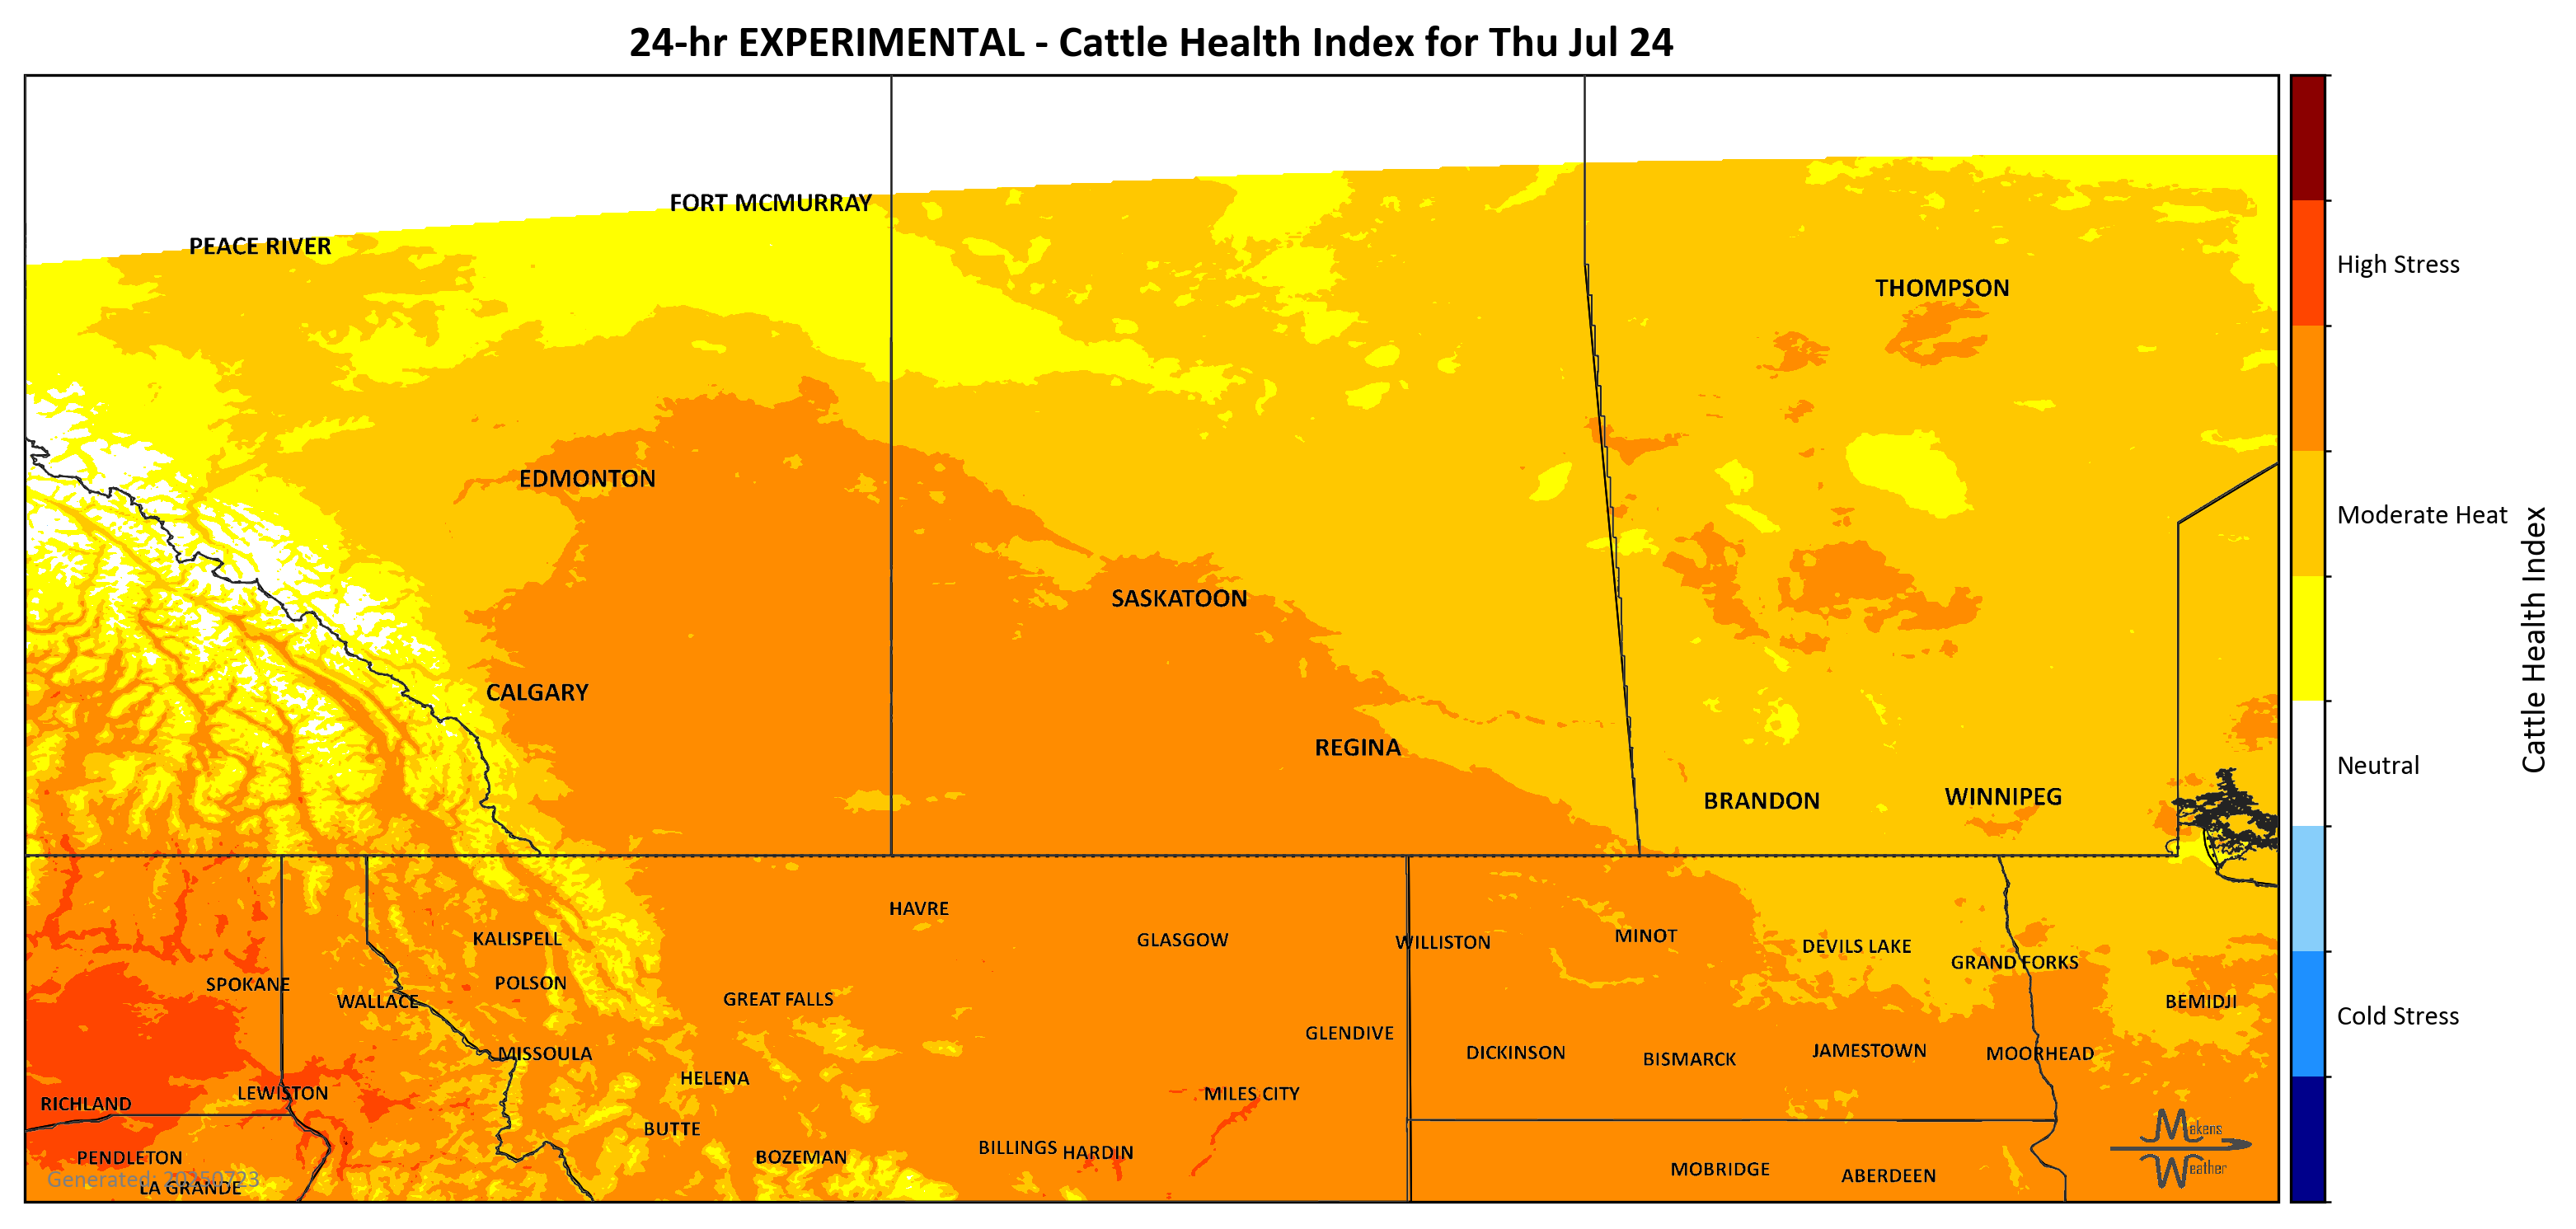 24-hr EXPERIMENTAL - Cattle Health Index for Thu Jul 24
FORT MCMURRAY
PEACE RIVER
THOMPSON
EDMONTON
SASKATOON
CALGARY
REGINA
BRANDON
WINNIPEG
HAVRE
KALISPELL
GLASGOW
WILLISTON
MINOT
DEVILS LAKE
GRAND FORKS
SPOKANE
POLSON
WALLACE
GREAT FALLS
BEMIDJI
GLENDIVE
MISSOULA
DICKINSON
BISMARCK
JAMESTOWN
MOORHEAD
HELENA
LEWISTON
MILES CITY
RICHLAND
BUTTE
PENDLETON
BOZEMAN
BILLINGS
HARDIN
MOBRIDGE
ABERDEEN
Generated: 20250723
LA GRANDE
Makens
Weather
High Stress
Moderate Heat
Neutral
Cold Stress
Cattle Health Index